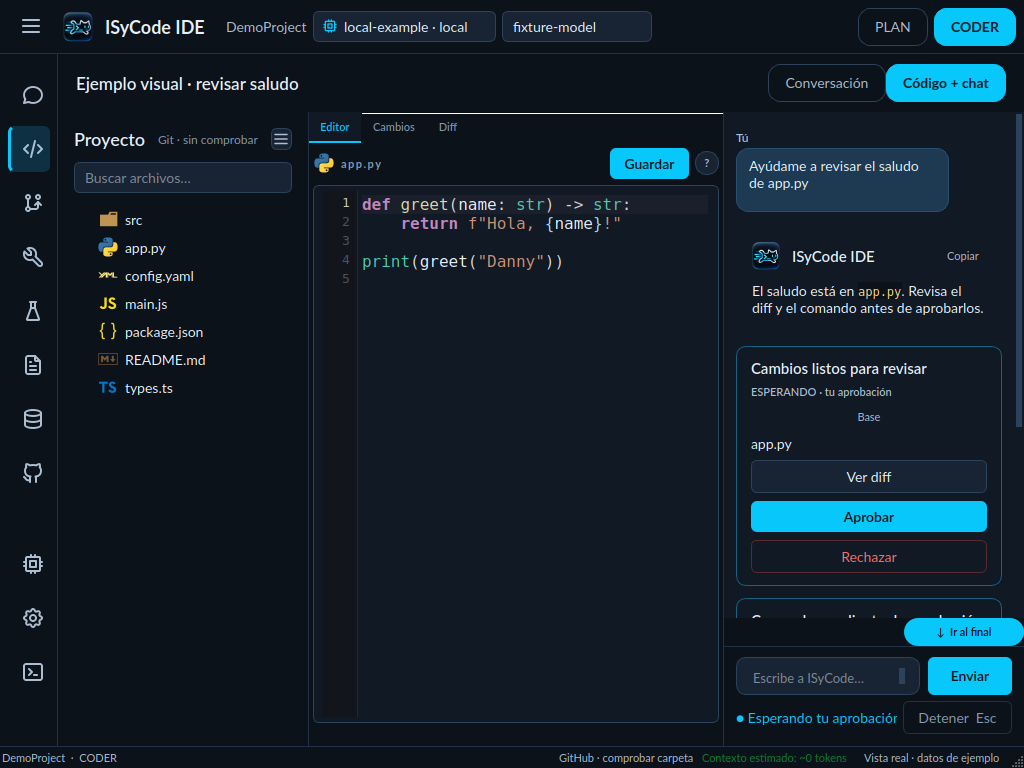 ISyCode IDE
DemoProject
local-example · local
fixture-model
PLAN
CODER
Ejemplo visual · revisar saludo
Conversación
Código + chat
Proyecto
Git · sin comprobar
Buscar archivos...
src
app.py
YML config.yaml
JS main.js
{ } package.json
M↓ README.md
TS types.ts
Editor
Cambios
Diff
app.py
Guardar
?
1 def greet(name: str) -> str:
2     return f"Hola, {name}!"
3
4 print(greet("Danny"))
5
Tú
Ayúdame a revisar el saludo
de app.py
ISyCode IDE
Copiar
El saludo está en app.py. Revisa el
diff y el comando antes de aprobarlos.
Cambios listos para revisar
ESPERANDO · tu aprobación
Base
app.py
Ver diff
Aprobar
Rechazar
↓ Ir al final
Escribe a ISyCode...
Enviar
● Esperando tu aprobación
Detener Esc
DemoProject · CODER
GitHub · comprobar carpeta
Contexto estimado: ~0 tokens
Vista real · datos de ejemplo